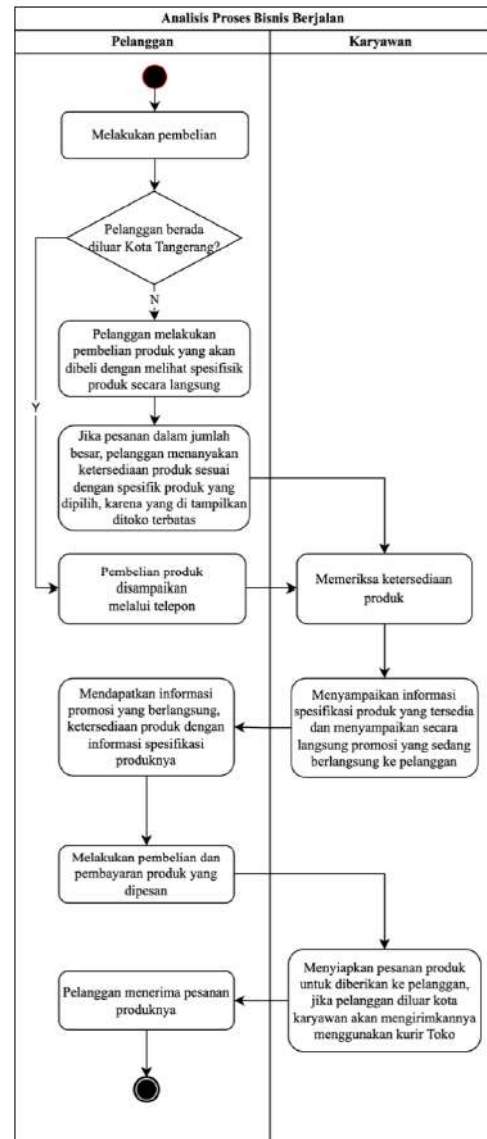 Analisis Proses Bisnis Berjalan
Pelanggan
Karyawan
Melakukan pembelian
Pelanggan berada
diluar Kota Tangerang?
N
Y
Pelanggan melakukan
pembelian produk yang akan
dibeli dengan melihat spesifisik
produk secara langsung
Jika pesanan dalam jumlah
besar, pelanggan menanyakan
ketersediaan produk sesuai
dengan spesifik produk yang
dipilih, karena yang di tampilkan
ditoko terbatas
Pembelian produk
disampaikan
melalui telepon
Memeriksa ketersediaan
produk
Menyampaikan informasi
spesifikasi produk yang tersedia
dan menyampaikan secara
langsung promosi yang sedang
berlangsung ke pelanggan
Mendapatkan informasi
promosi yang berlangsung,
ketersediaan produk dengan
informasi spesifikasi
produknya
Melakukan pembelian dan
pembayaran produk yang
dipesan
Menyiapkan pesanan produk
untuk diberikan ke pelanggan,
jika pelanggan diluar kota
karyawan akan mengirimkannya
menggunakan kurir Toko
Pelanggan menerima pesanan
produknya